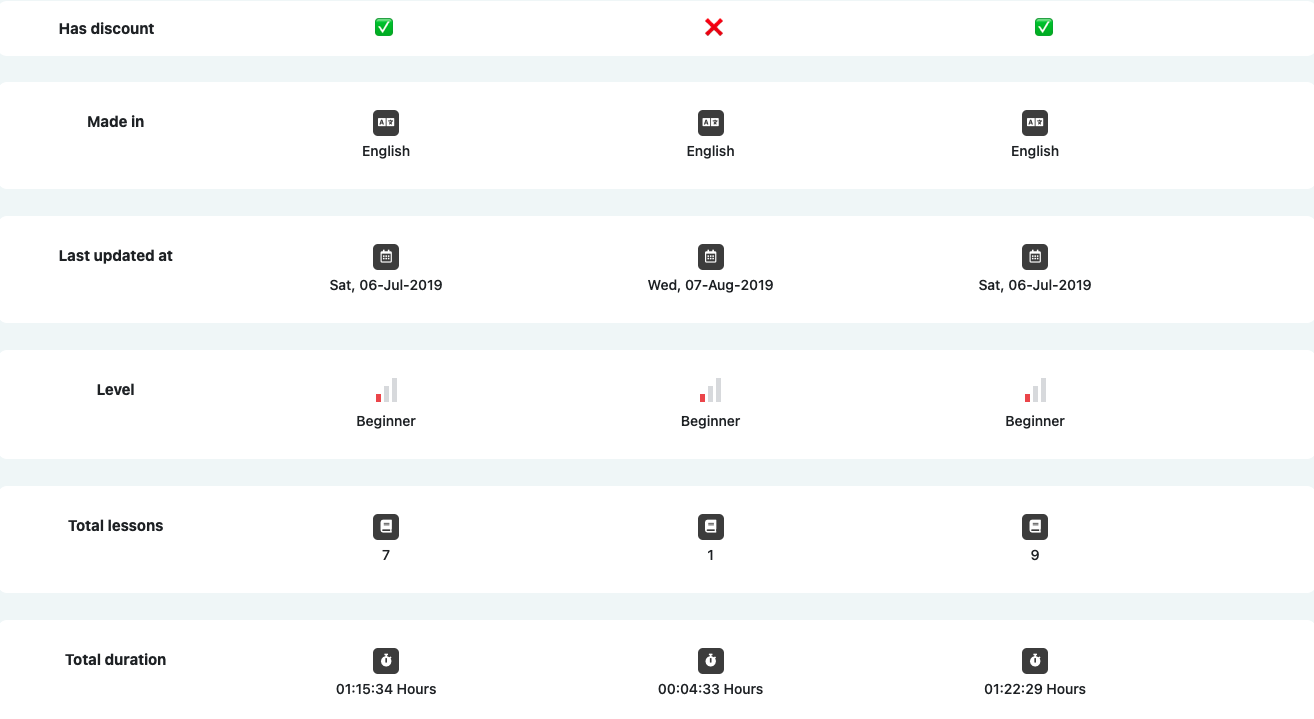 Has discount ✅ ❌ ✅
Made in
English English English
Last updated at
Sat, 06-Jul-2019 Wed, 07-Aug-2019 Sat, 06-Jul-2019
Level
Beginner Beginner Beginner
Total lessons
7 1 9
Total duration
01:15:34 Hours 00:04:33 Hours 01:22:29 Hours